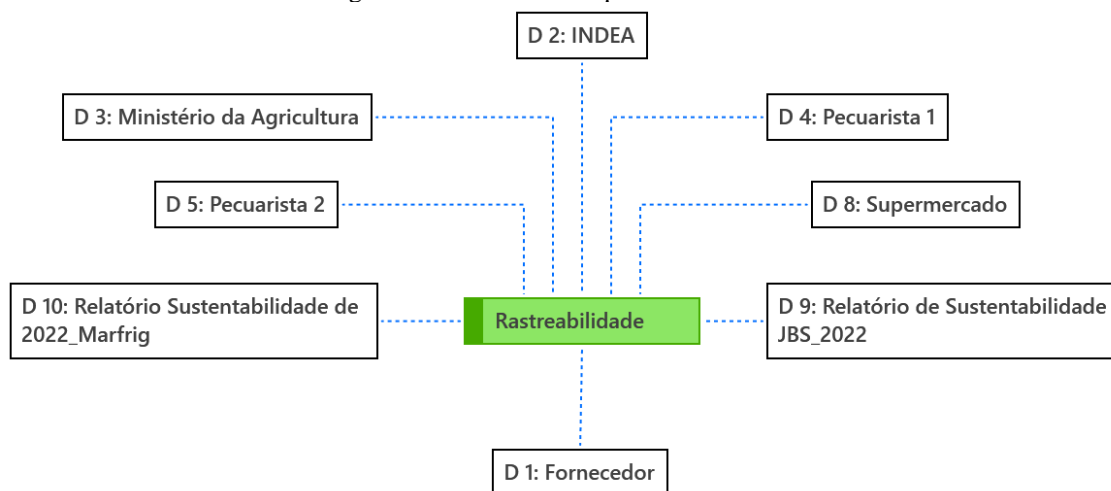 D 2: INDEA
D 3: Ministério da Agricultura
D 4: Pecuarista 1
D 5: Pecuarista 2
D 8: Supermercado
D 10: Relatório Sustentabilidade de
2022_Marfrig
Rastreabilidade
D 9: Relatório de Sustentabilidade
JBS_2022
D 1: Fornecedor